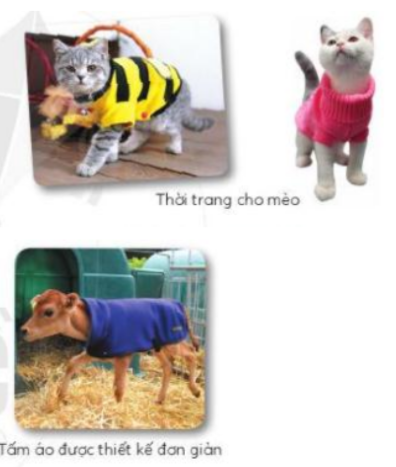 Thời trang cho mèo
Tấm áo được thiết kế đơn giản